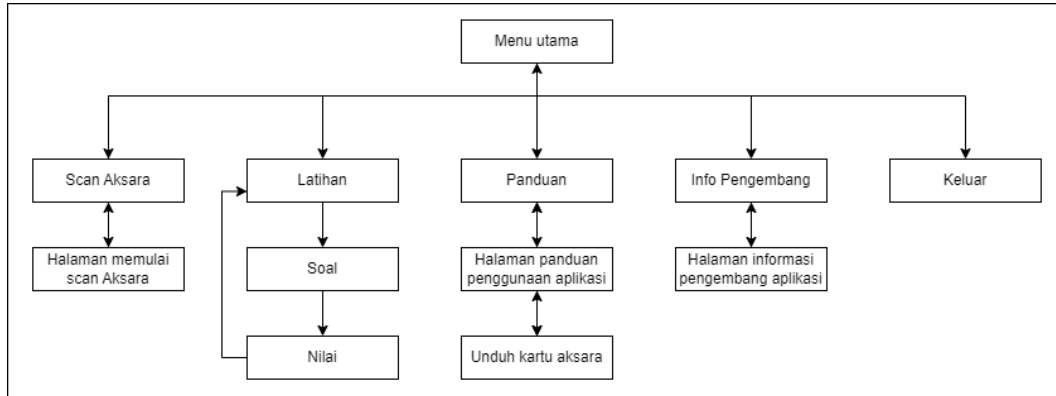 Menu utama
Scan Aksara
Latihan
Panduan
Info Pengembang
Keluar
Halaman memulai
scan Aksara
Soal
Halaman panduan
penggunaan aplikasi
Halaman informasi
pengembang aplikasi
Nilai
Unduh kartu aksara